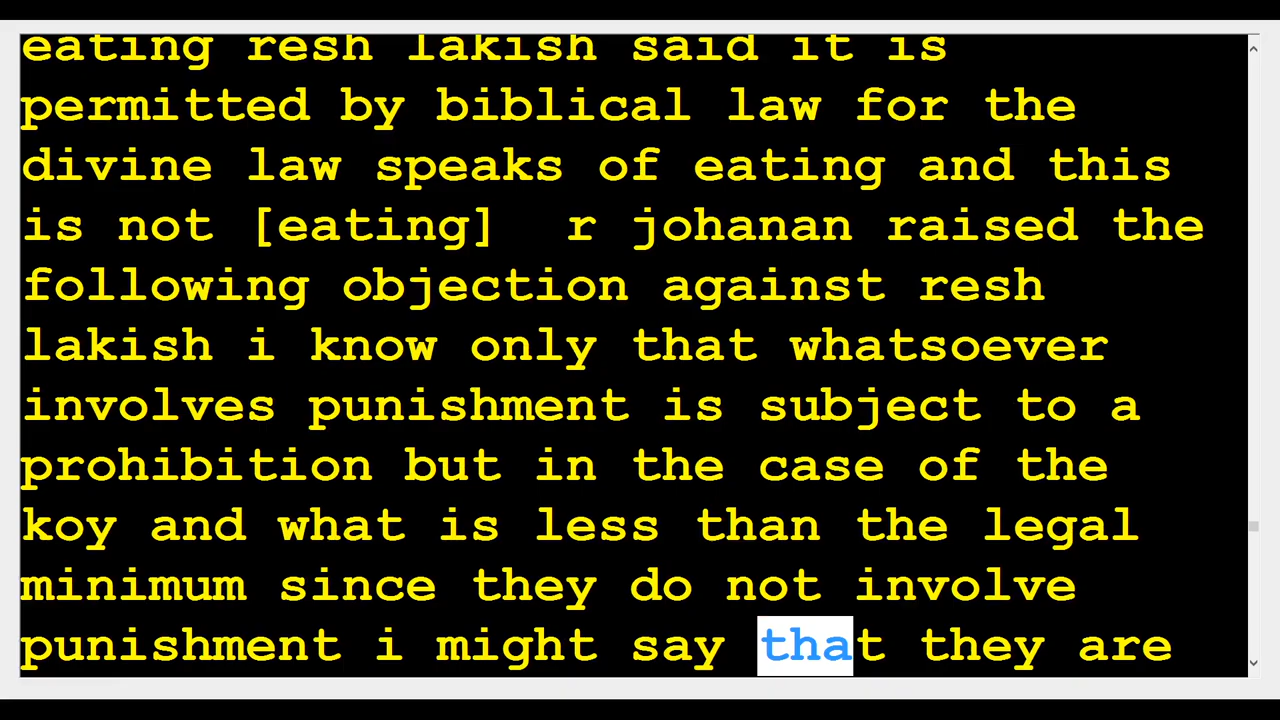 eating resh lakish said it is
permitted by biblical law for the
divine law speaks of eating and this
is not [eating]  r johanan raised the
following objection against resh
lakish i know only that whatsoever
involves punishment is subject to a
prohibition but in the case of the
koy and what is less than the legal
minimum since they do not involve
punishment i might say that they are